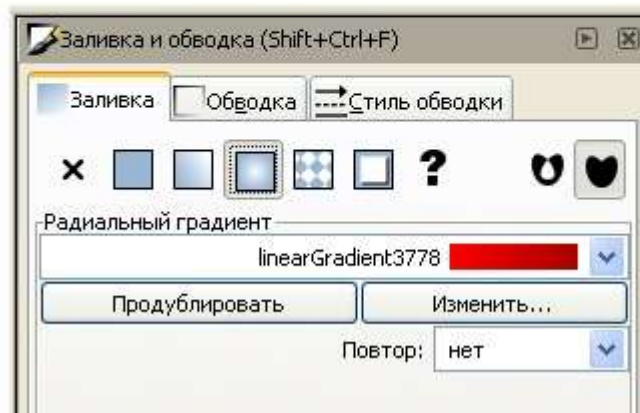 Заливка и обводка (Shift+Ctrl+F)
Заливка Обводка Стиль обводки
?
Радиальный градиент
linearGradient3778
Продублировать Изменить...
Повтор: нет